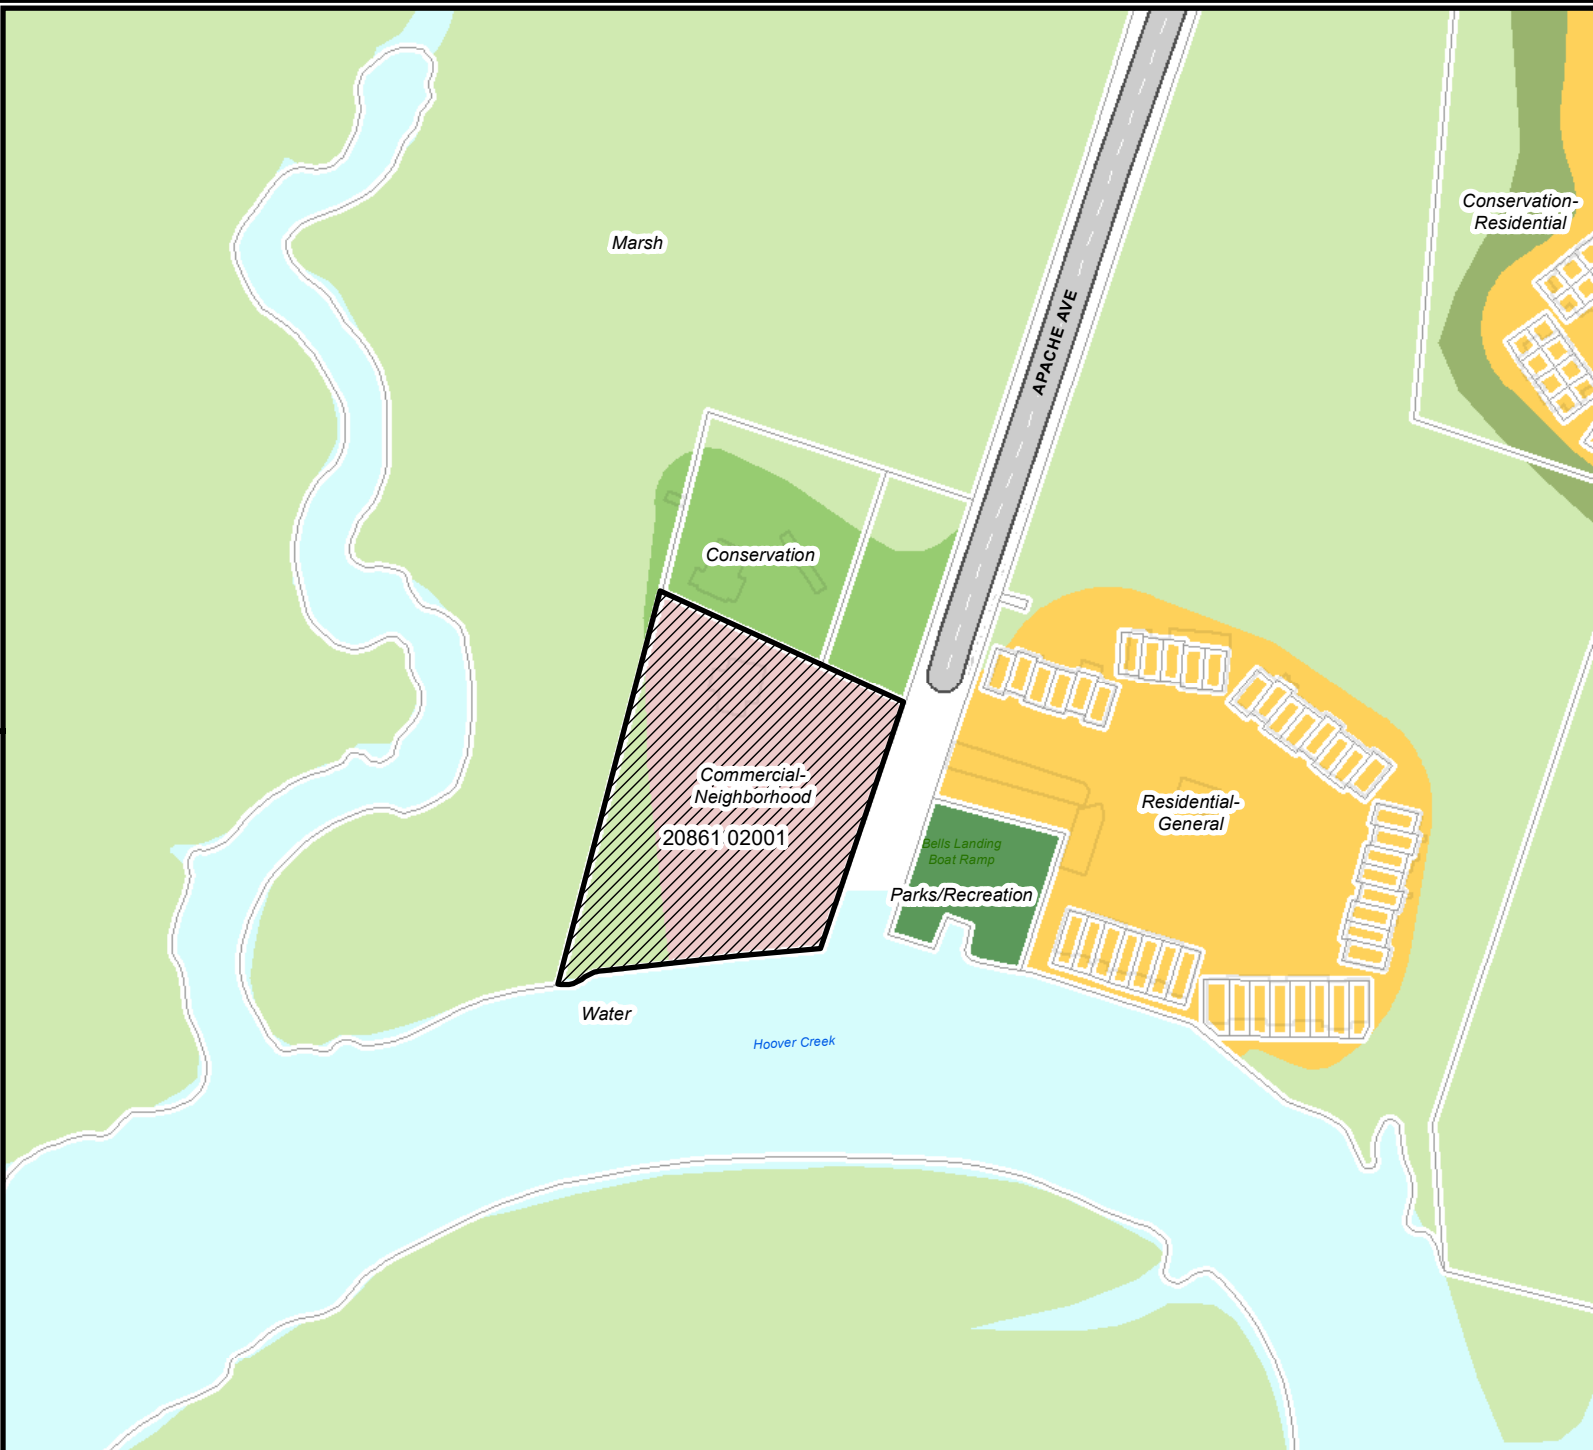 Conservation-
Residential
Marsh
APACHE AVE
Conservation
Commercial-
Neighborhood
20861 02001
Residential-
General
Bells Landing
Boat Ramp
Parks/Recreation
Water
Hoover Creek